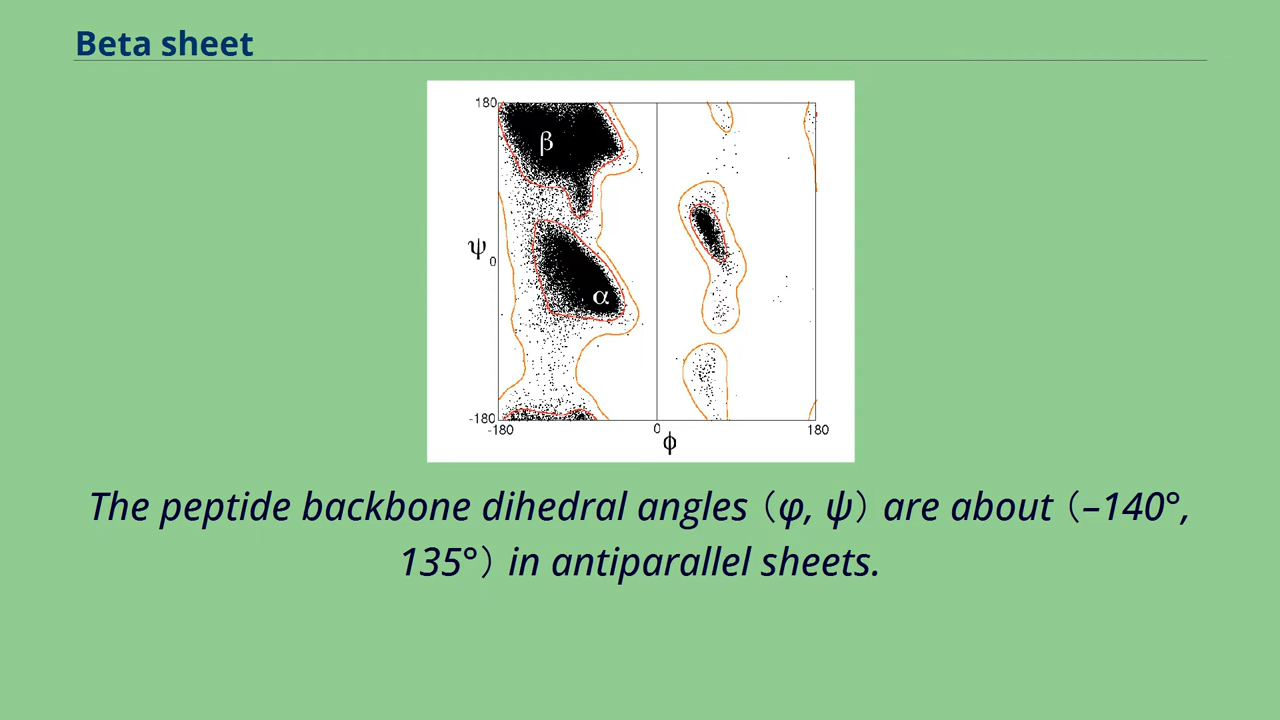 Beta sheet
180
β
ψ
0
α
-180
-180
0
180
ϕ
The peptide backbone dihedral angles (φ, ψ) are about (–140°,
135°) in antiparallel sheets.